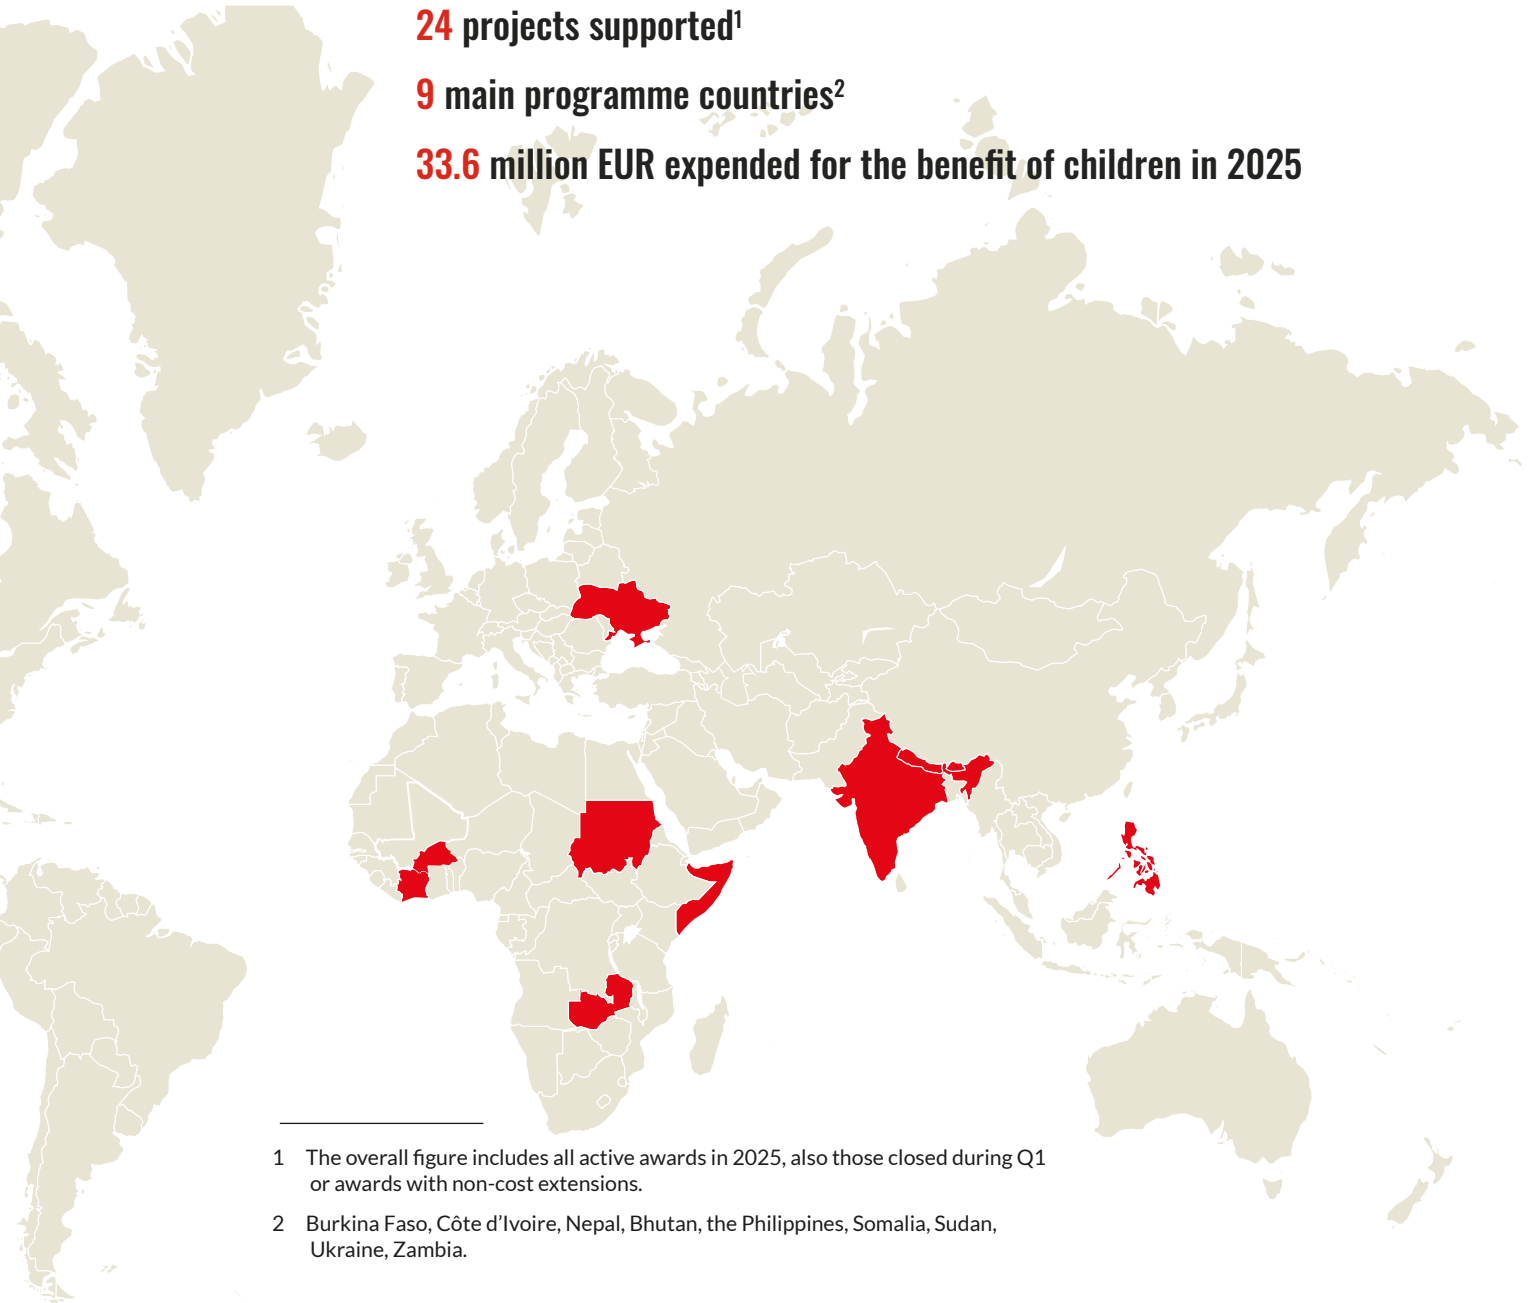 24 projects supported¹
9 main programme countries²
33.6 million EUR expended for the benefit of children in 2025
1 The overall figure includes all active awards in 2025, also those closed during Q1
or awards with non-cost extensions.
2 Burkina Faso, Côte d’Ivoire, Nepal, Bhutan, the Philippines, Somalia, Sudan,
Ukraine, Zambia.